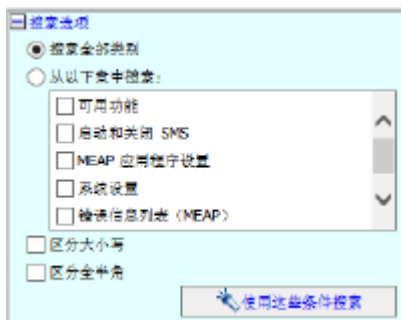 搜索选项
搜索全部类别
从以下章中搜索：
可用功能
启动和关闭 SMS
MEAP 应用程序设置
系统设置
错误信息列表（MEAP）
区分大小写
区分全半角
使用这些条件搜索